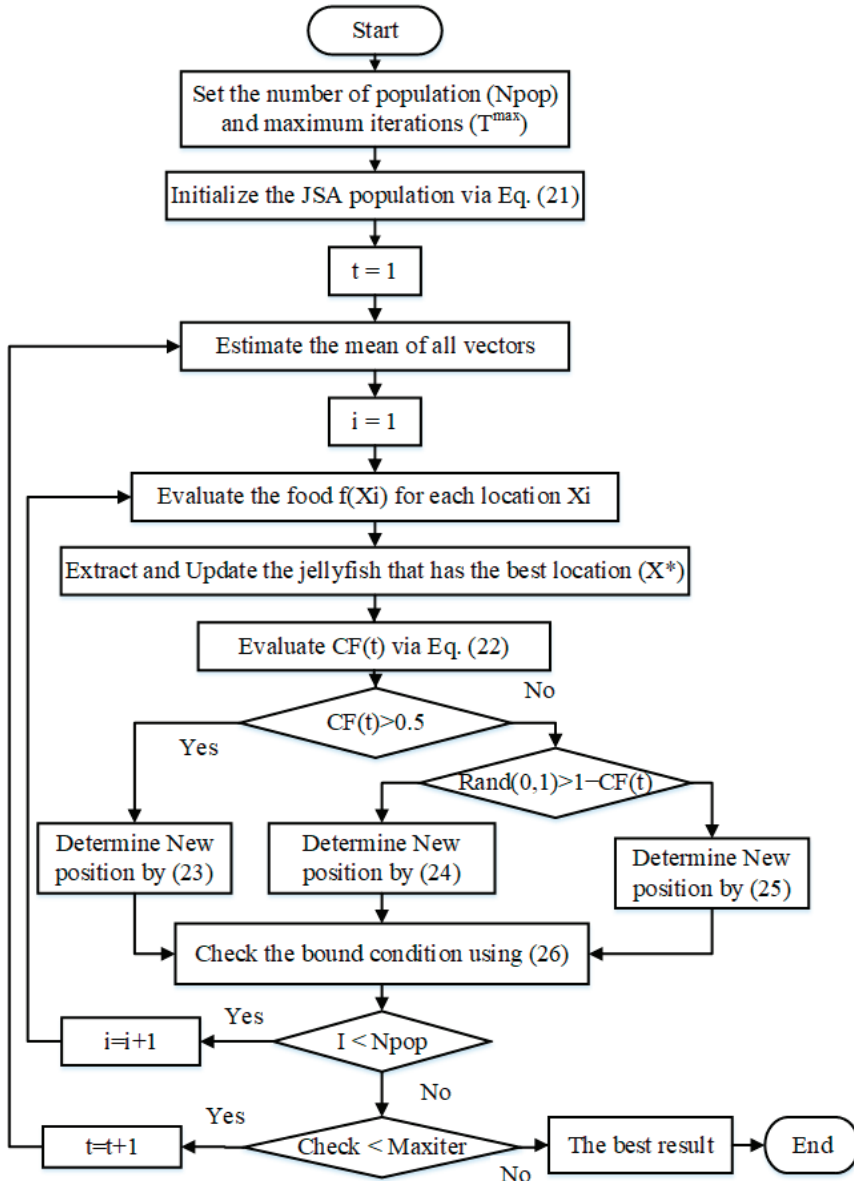 Start
Set the number of population (Npop)
and maximum iterations (T^max)
Initialize the JSA population via Eq. (21)
t = 1
Estimate the mean of all vectors
i = 1
Evaluate the food f(Xi) for each location Xi
Extract and Update the jellyfish that has the best location (X*)
Evaluate CF(t) via Eq. (22)
No
CF(t)>0.5
Yes
Rand(0,1)>1−CF(t)
Determine New
position by (23)
Determine New
position by (24)
Determine New
position by (25)
Check the bound condition using (26)
Yes
i=i+1
I < Npop
No
Yes
t=t+1
Check < Maxiter
No
The best result
End